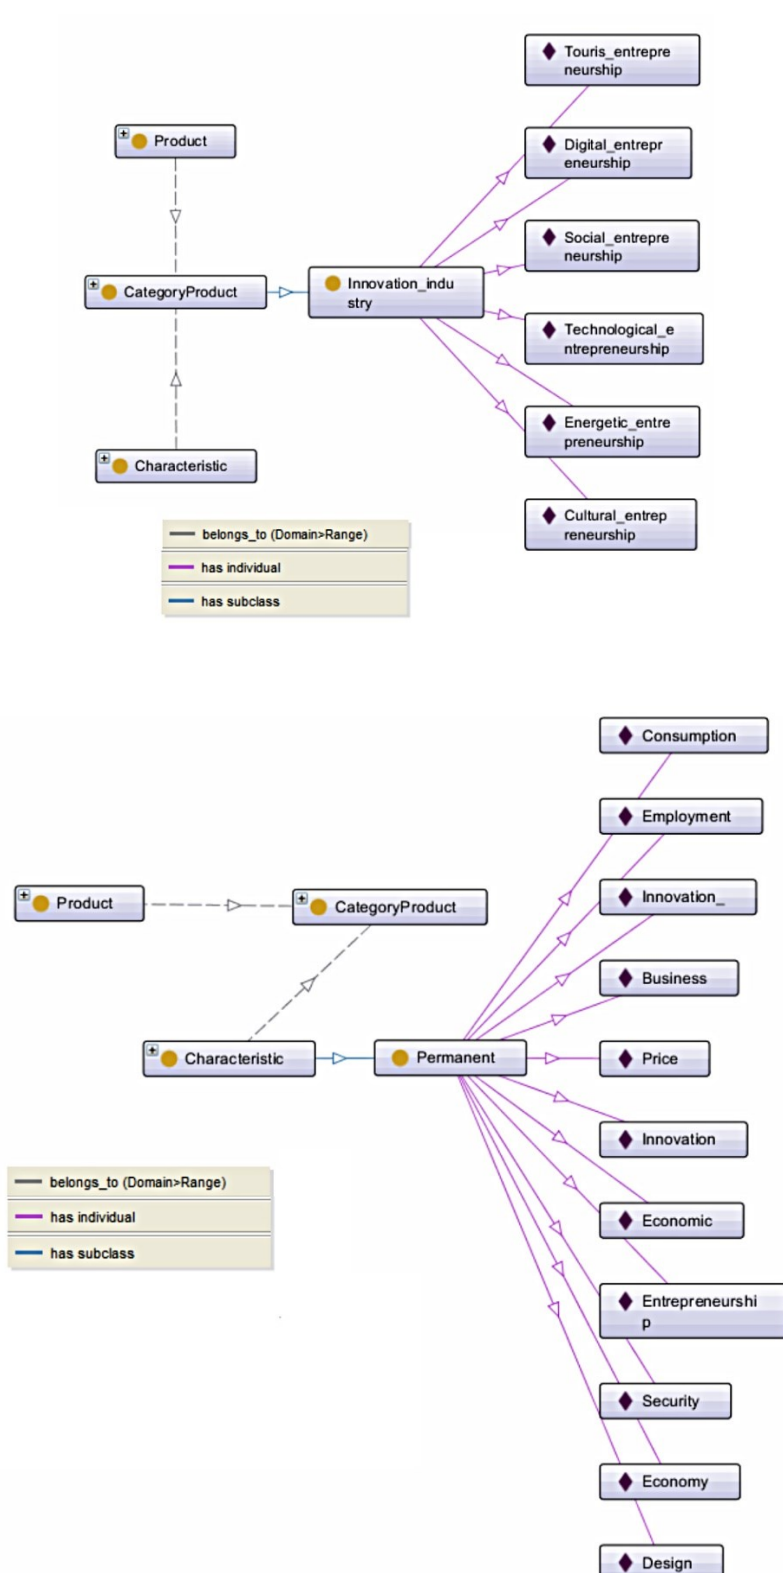 Touris_entrepre
neurship
Product
Digital_entrepr
eneurship
Social_entrepre
neurship
CategoryProduct
Innovation_indu
stry
Technological_e
ntrepreneurship
Energetic_entre
preneurship
Characteristic
Cultural_entrep
reneurship
belongs_to (Domain>Range)
has individual
has subclass
Consumption
Employment
Product
CategoryProduct
Innovation_
Business
Characteristic
Permanent
Price
Innovation
Economic
belongs_to (Domain>Range)
has individual
has subclass
Entrepreneurshi
p
Security
Economy
Design